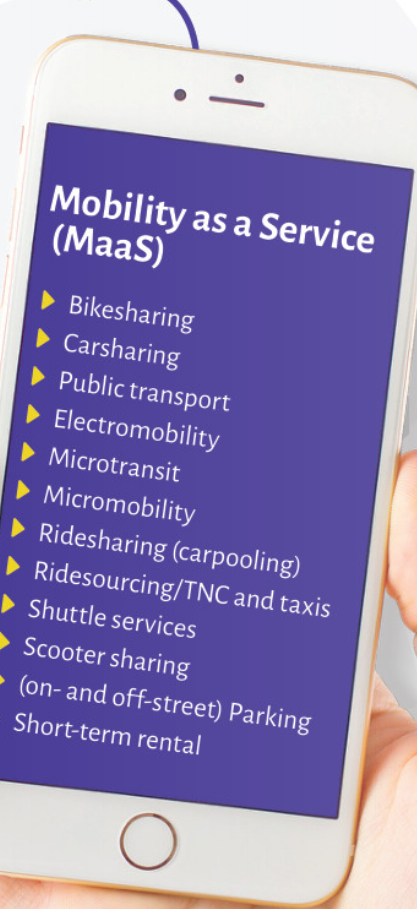 Mobility as a Service
(MaaS)
Bikesharing
Carsharing
Public transport
Electromobility
Microtransit
Micromobility
Ridesharing (carpooling)
Ridesourcing/TNC and taxis
Shuttle services
Scooter sharing
(on- and off-street) Parking
Short-term rental